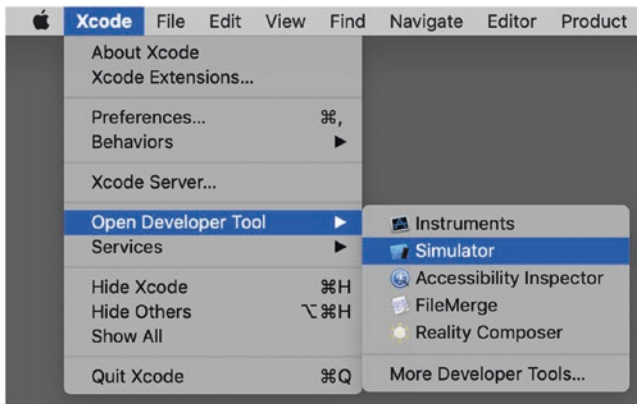 Xcode File Edit View Find Navigate Editor Product
About Xcode
Xcode Extensions...
Preferences... ⌘,
Behaviors ▶
Xcode Server...
Open Developer Tool ▶
Services ▶
Hide Xcode ⌘H
Hide Others ⌥⌘H
Show All
Quit Xcode ⌘Q
Instruments
Simulator
Accessibility Inspector
FileMerge
Reality Composer
More Developer Tools...